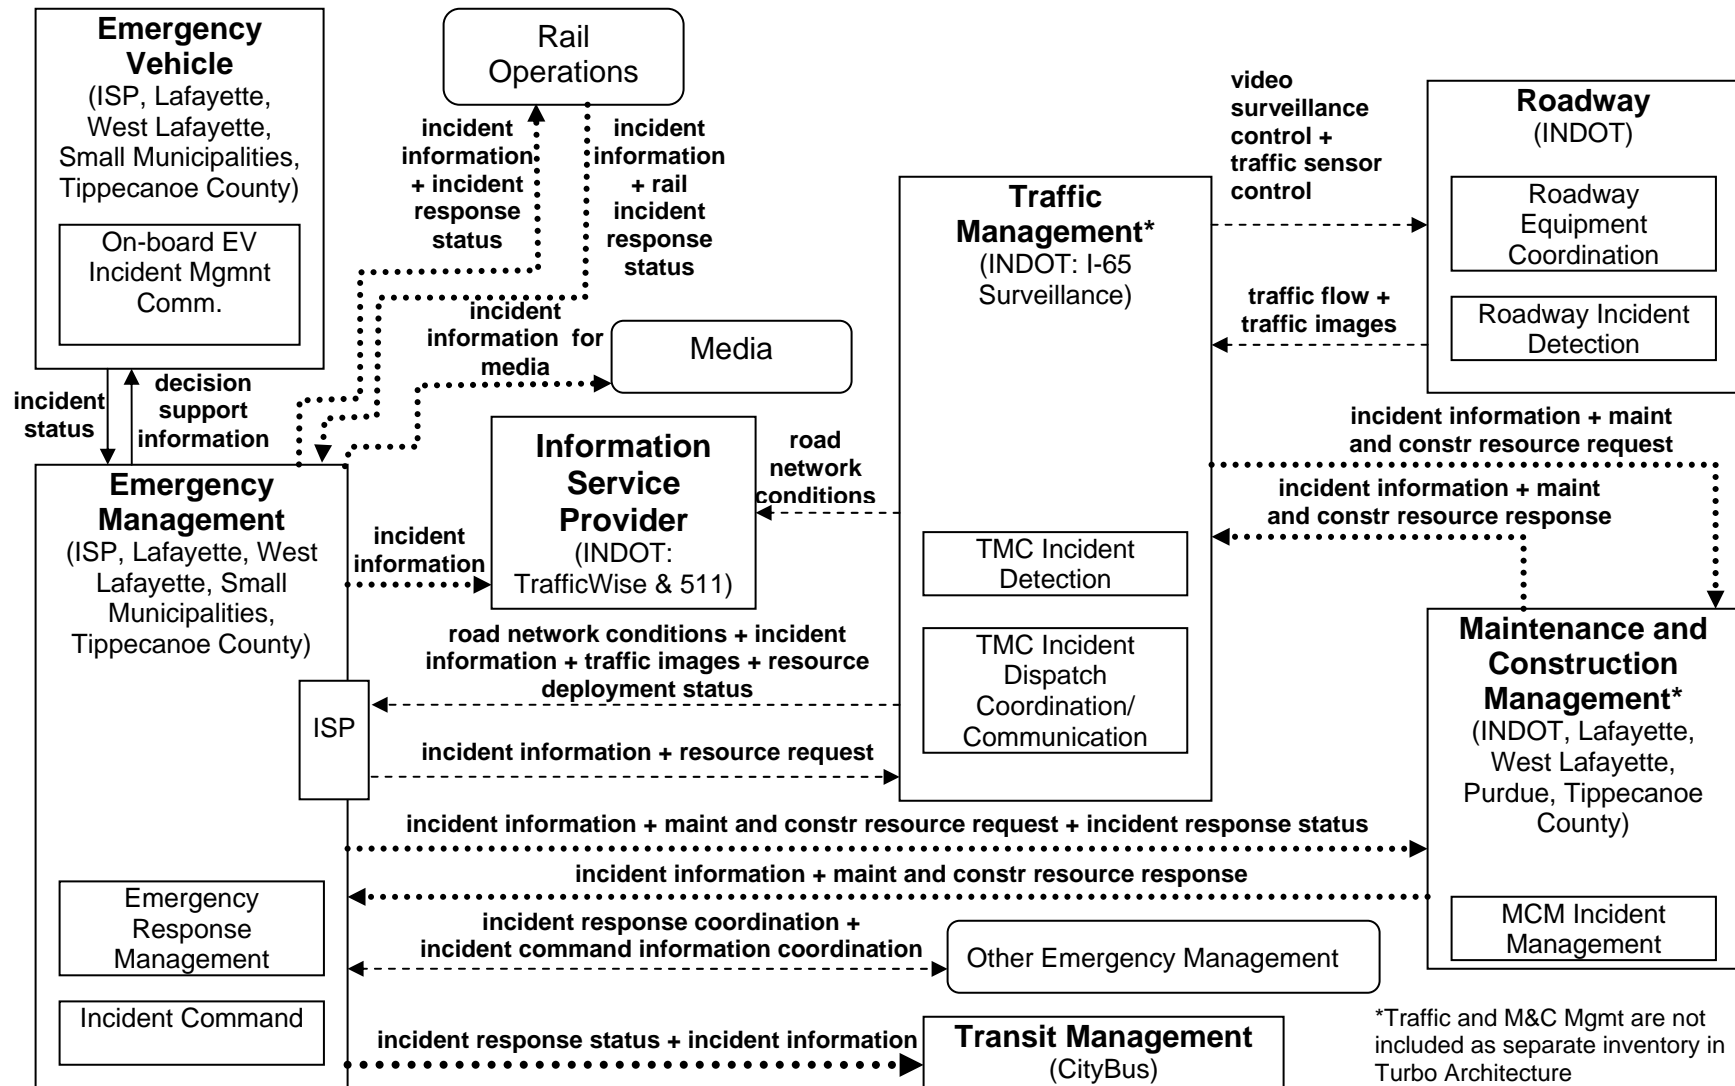 Emergency
Vehicle
(ISP, Lafayette,
West Lafayette,
Small Municipalities,
Tippecanoe County)
On-board EV
Incident Mgmnt
Comm.
Rail
Operations
incident
information
+ incident
response
status
incident
information
+ rail
incident
response
status
video
surveillance
control +
traffic sensor
control
Roadway
(INDOT)
Roadway
Equipment
Coordination
Roadway Incident
Detection
Traffic
Management*
(INDOT: I-65
Surveillance)
traffic flow +
traffic images
incident
information for
media
Media
incident
status
decision
support
information
incident information + maint
and constr resource request
incident information + maint
and constr resource response
Information
Service
Provider
(INDOT:
TrafficWise & 511)
road
network
conditions
Emergency
Management
(ISP, Lafayette, West
Lafayette, Small
Municipalities,
Tippecanoe County)
incident
information
TMC Incident
Detection
TMC Incident
Dispatch
Coordination/
Communication
road network conditions + incident
information + traffic images + resource
deployment status
ISP
incident information + resource request
Maintenance and
Construction
Management*
(INDOT, Lafayette,
West Lafayette,
Purdue, Tippecanoe
County)
MCM Incident
Management
incident information + maint and constr resource request + incident response status
incident information + maint and constr resource response
Emergency
Response
Management
incident response coordination +
incident command information coordination
Other Emergency Management
Incident Command
incident response status + incident information
Transit Management
(CityBus)
*Traffic and M&C Mgmt are not
included as separate inventory in
Turbo Architecture